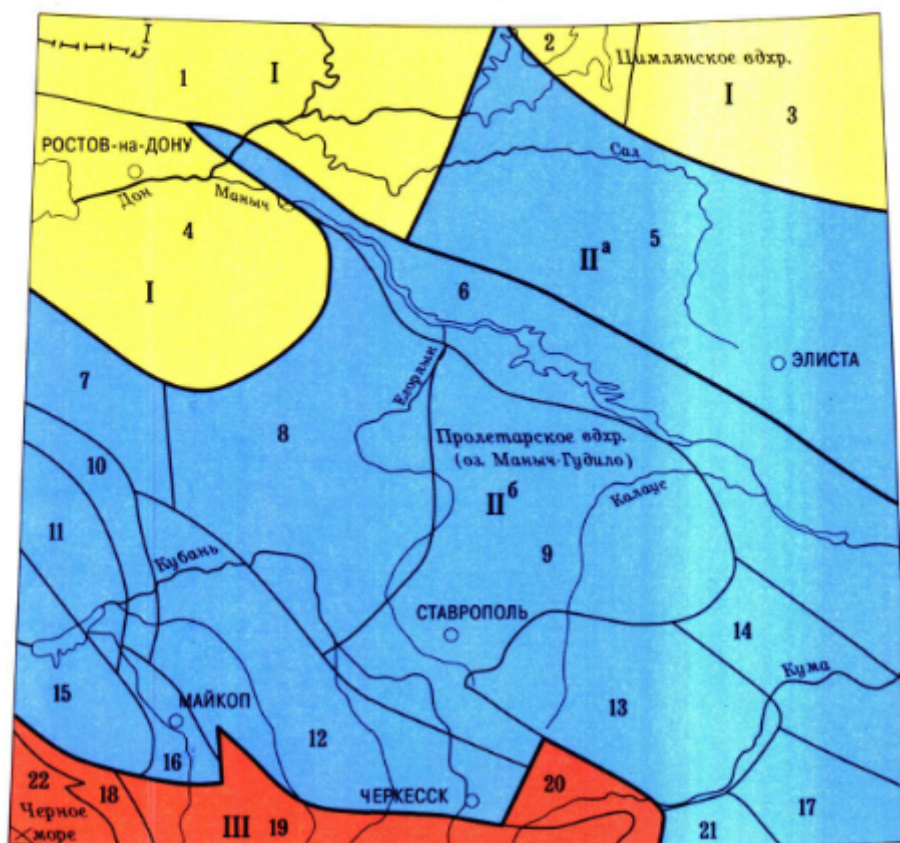 I
1
I
2
Цимлянское вдхр.
I
3
РОСТОВ-на-ДОНУ
Сал
Дон
Маныч
4
5
IIа
I
6
ЭЛИСТА
7
Егорлык
8
Пролетарское вдхр.
(оз. Маныч-Гудило)
10
Калаус
IIб
11
9
Кубань
СТАВРОПОЛЬ
14
Кума
15
МАЙКОП
13
12
16
22
18
20
ЧЕРКЕССК
17
Черное
море
III
19
21